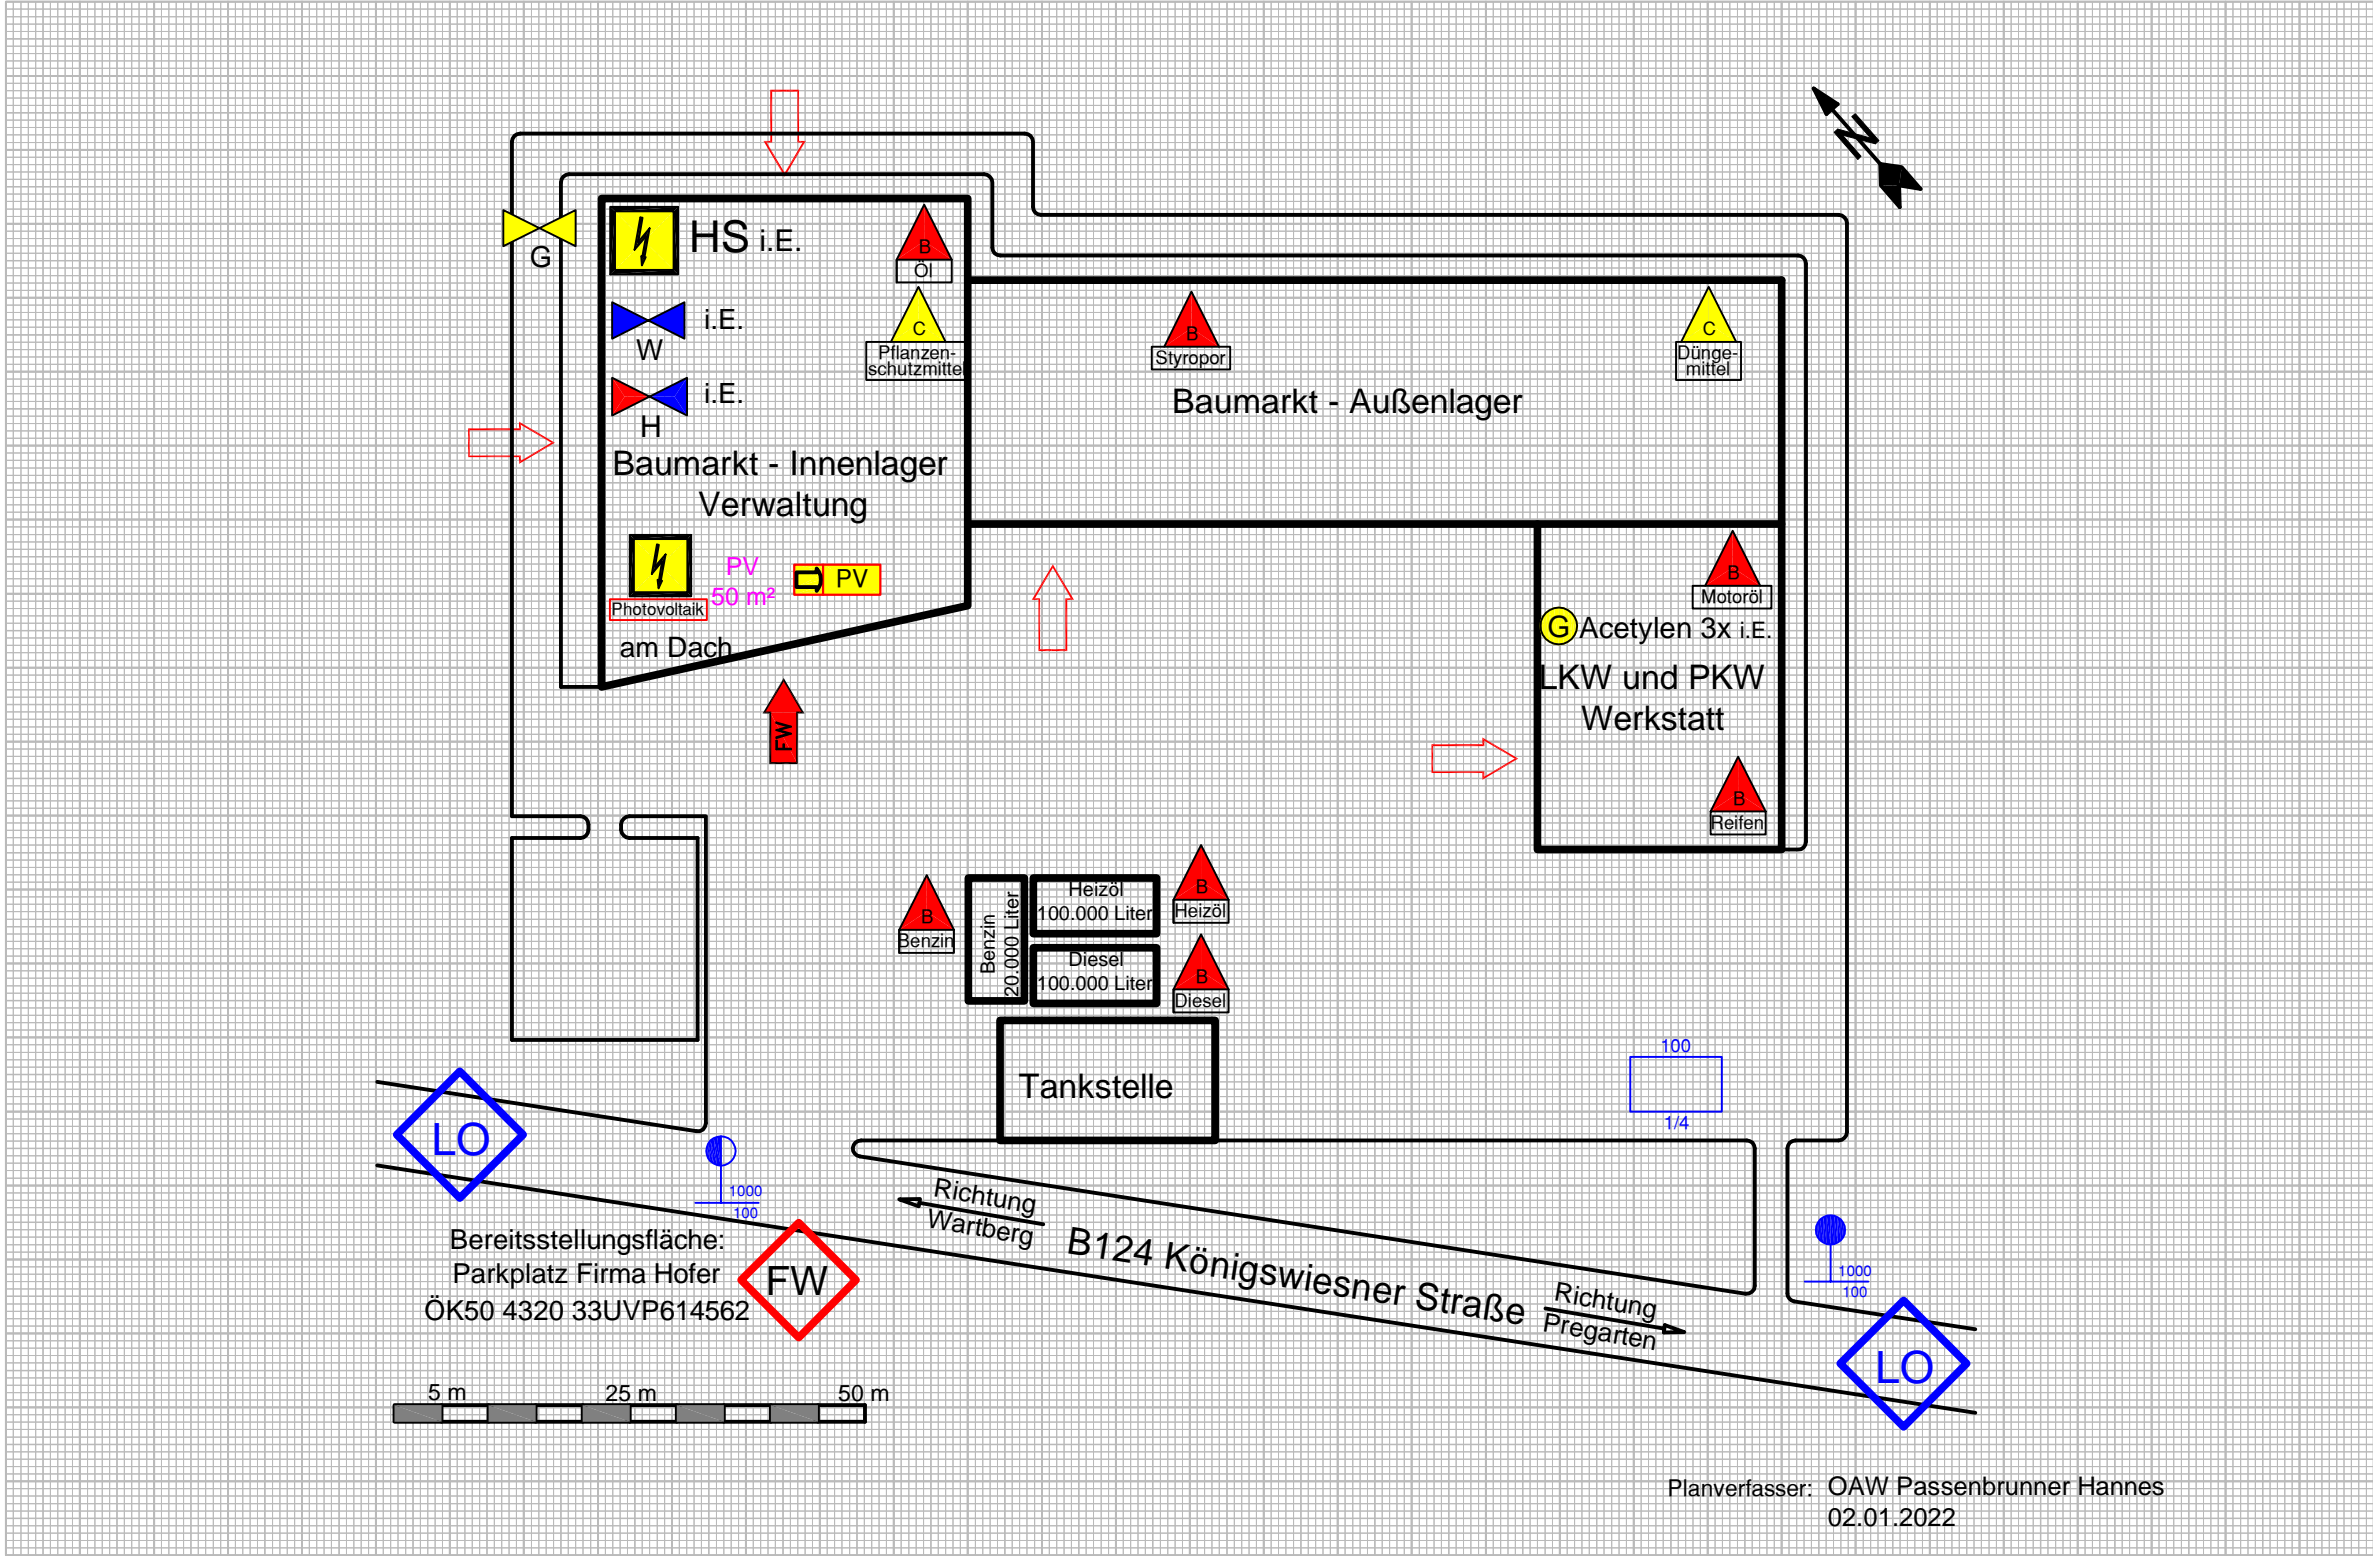 N
G
HS i.E.
B
Öl
W
i.E.
C
Pflanzen-
schutzmittel
H
i.E.
Baumarkt - Innenlager
Verwaltung
Photovoltaik
PV
50 m²
PV
am Dach
FW
B
Styropor
C
Dünge-
mittel
Baumarkt - Außenlager
B
Motoröl
G Acetylen 3x i.E.
LKW und PKW
Werkstatt
B
Reifen
B
Benzin
Benzin
20.000 Liter
Heizöl
100.000 Liter
B
Heizöl
Diesel
100.000 Liter
B
Diesel
Tankstelle
100
1/4
LO
1000
100
Richtung
Wartberg
B124 Königswiesner Straße
Richtung
Pregarten
1000
100
LO
Bereitsstellungsfläche:
Parkplatz Firma Hofer
ÖK50 4320 33UVP614562
FW
5 m 25 m 50 m
Planverfasser: OAW Passenbrunner Hannes
02.01.2022